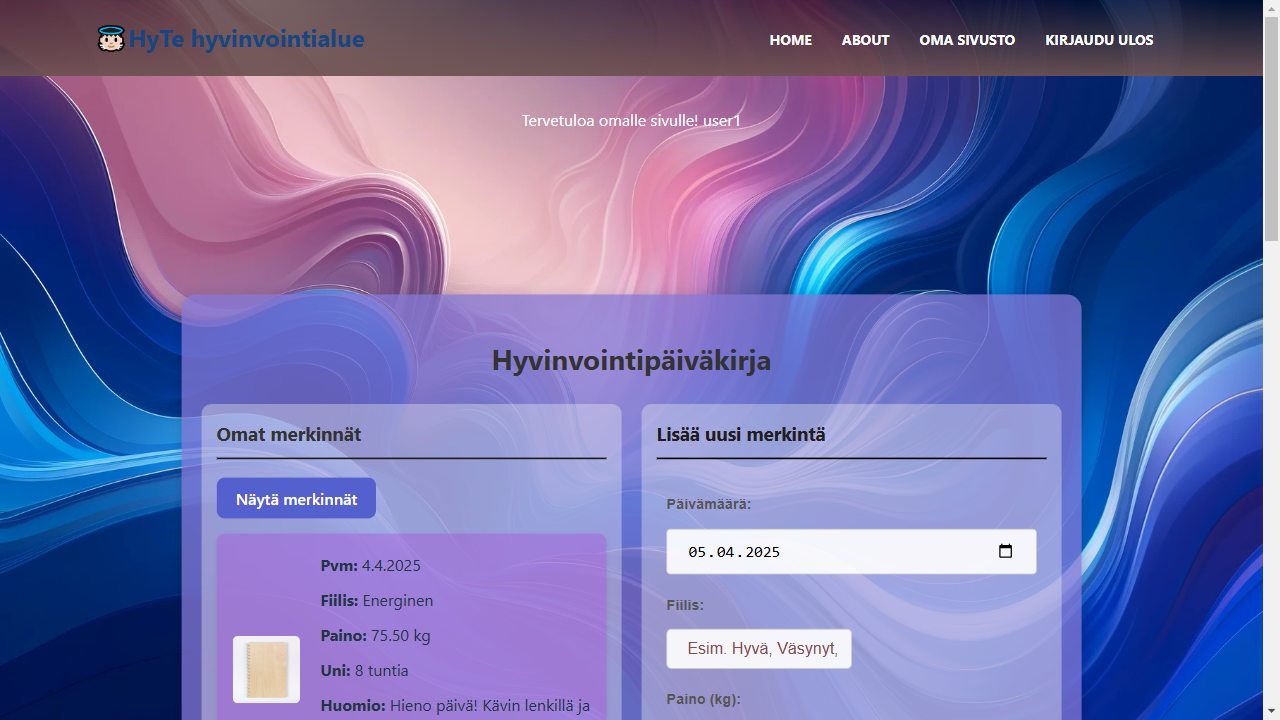 HyTe hyvinvointialue
HOME ABOUT OMA SIVUSTO KIRJAUDU ULOS
Tervetuloa omalle sivulle! user1
Hyvinvointipäiväkirja
Omat merkinnät
Näytä merkinnät
Pvm: 4.4.2025
Fiilis: Energinen
Paino: 75.50 kg
Uni: 8 tuntia
Huomio: Hieno päivä! Kävin lenkillä ja
Lisää uusi merkintä
Päivämäärä:
05.04.2025
Fiilis:
Esim. Hyvä, Väsynyt,
Paino (kg):